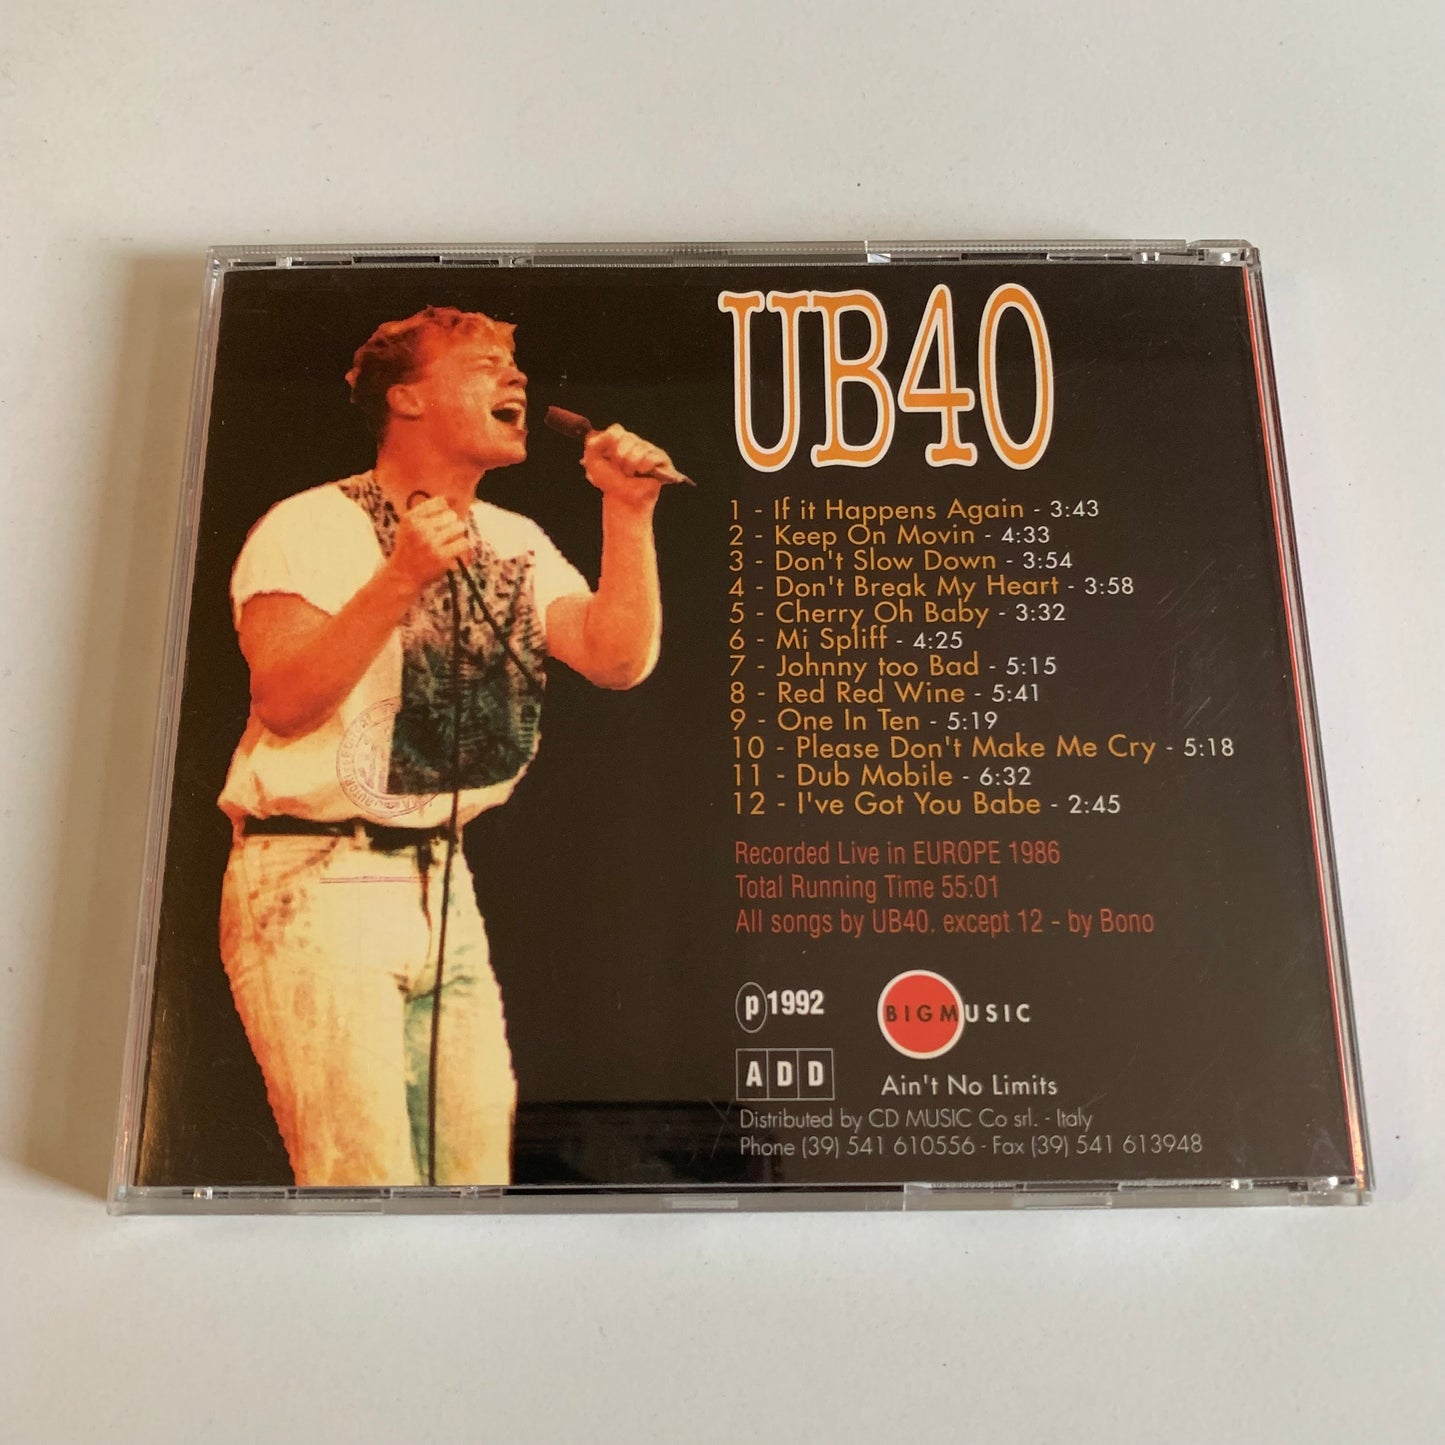 UB40
1 - If it Happens Again - 3:43
2 - Keep On Movin - 4:33
3 - Don't Slow Down - 3:54
4 - Don't Break My Heart - 3:58
5 - Cherry Oh Baby - 3:32
6 - Mi Spliff - 4:25
7 - Johnny too Bad - 5:15
8 - Red Red Wine - 5:41
9 - One In Ten - 5:19
10 - Please Don't Make Me Cry - 5:18
11 - Dub Mobile - 6:32
12 - I've Got You Babe - 2:45
Recorded Live in EUROPE 1986
Total Running Time 55:01
All songs by UB40. except 12 - by Bono
p 1992
BIGMUSIC
ADD
Ain't No Limits
Distributed by CD MUSIC Co srl. - Italy
Phone (39) 541 610556 - Fax (39) 541 613948